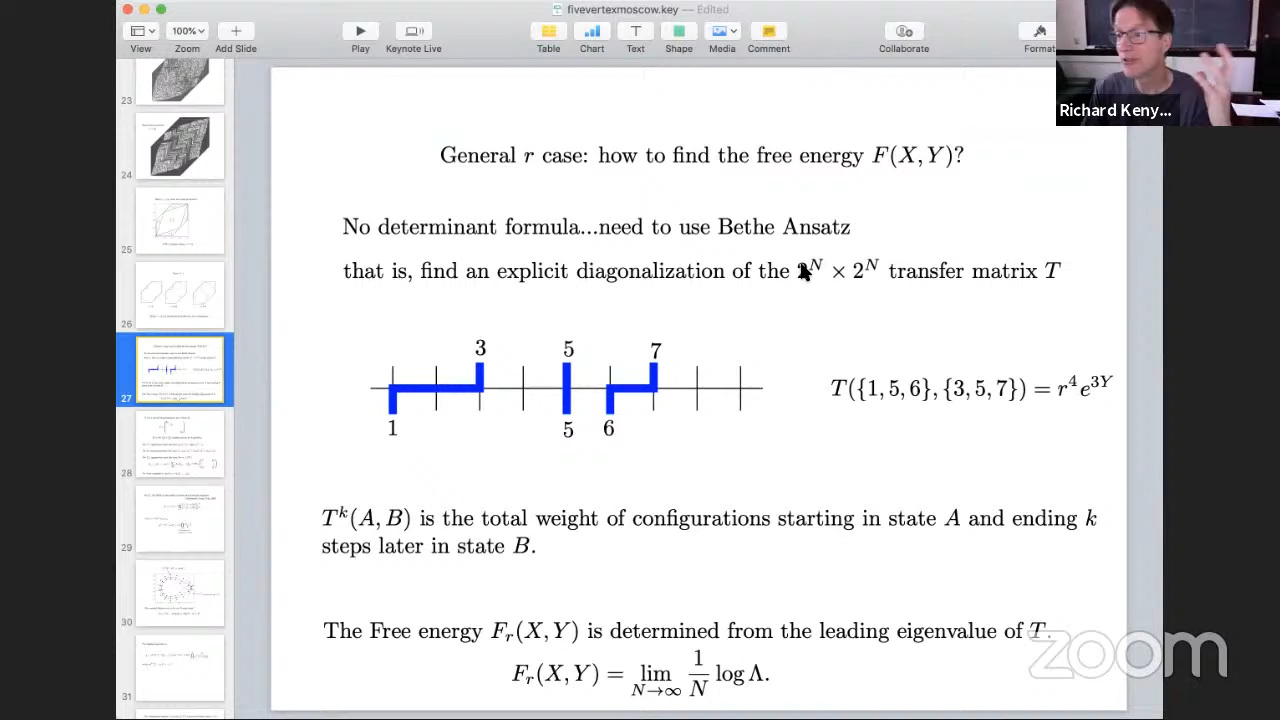 fivevertexmoscow.key — Edited
100%
View Zoom Add Slide Play Keynote Live Table Chart Text Shape Media Comment Collaborate Format
Richard Keny...
23
24
25
26
27
28
29
30
31
General r case: how to find the free energy F(X, Y)?
No determinant formula...need to use Bethe Ansatz
that is, find an explicit diagonalization of the 2^N × 2^N transfer matrix T
3 5 7
T({1, 5, 6}, {3, 5, 7}) = r^4 e^{3Y}
1 5 6
T^k(A, B) is the total weight of configurations starting in state A and ending k
steps later in state B.
The Free energy F_r(X, Y) is determined from the leading eigenvalue of T.
F_r(X, Y) = lim_{N→∞} 1/N log Λ.
zoom